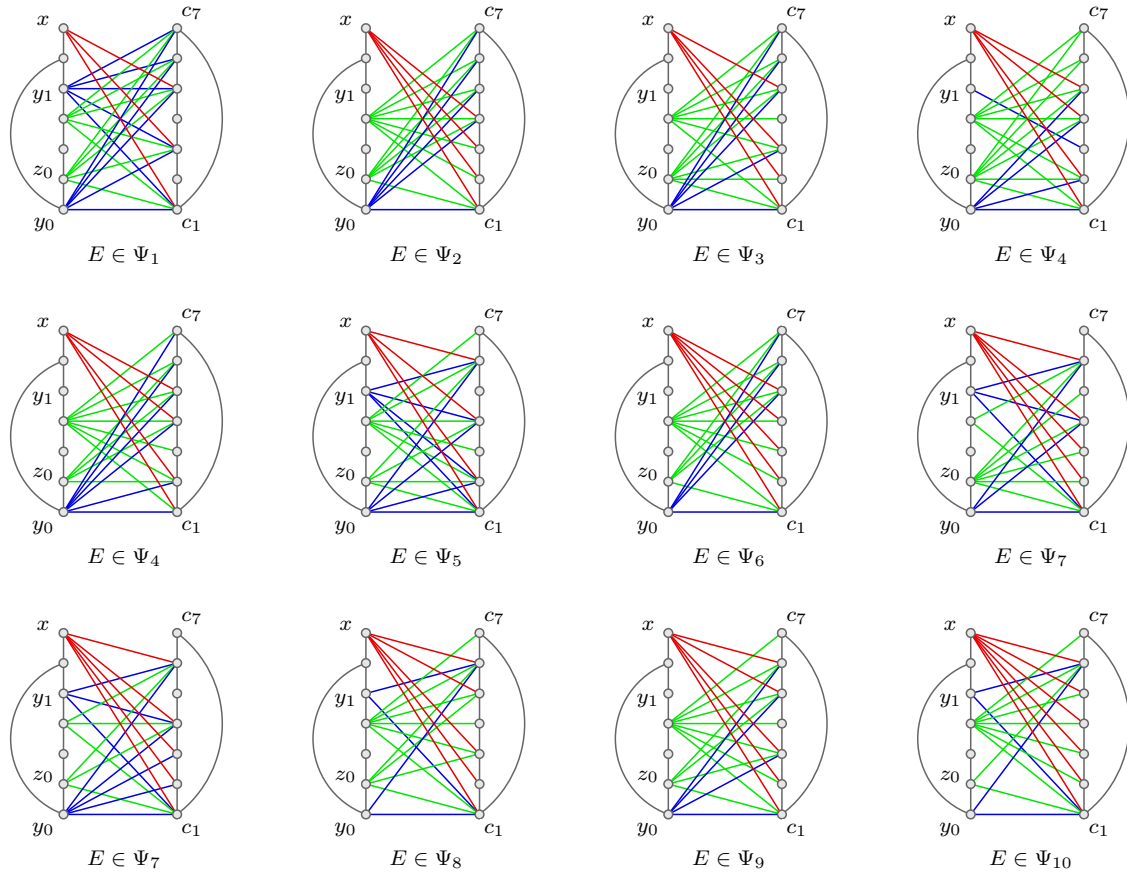 x c₇ x c₇ x c₇ x c₇
y₁ y₁ y₁ y₁
z₀ z₀ z₀ z₀
y₀ c₁ y₀ c₁ y₀ c₁ y₀ c₁
E ∈ Ψ₁ E ∈ Ψ₂ E ∈ Ψ₃ E ∈ Ψ₄
x c₇ x c₇ x c₇ x c₇
y₁ y₁ y₁ y₁
z₀ z₀ z₀ z₀
y₀ c₁ y₀ c₁ y₀ c₁ y₀ c₁
E ∈ Ψ₄ E ∈ Ψ₅ E ∈ Ψ₆ E ∈ Ψ₇
x c₇ x c₇ x c₇ x c₇
y₁ y₁ y₁ y₁
z₀ z₀ z₀ z₀
y₀ c₁ y₀ c₁ y₀ c₁ y₀ c₁
E ∈ Ψ₇ E ∈ Ψ₈ E ∈ Ψ₉ E ∈ Ψ₁₀